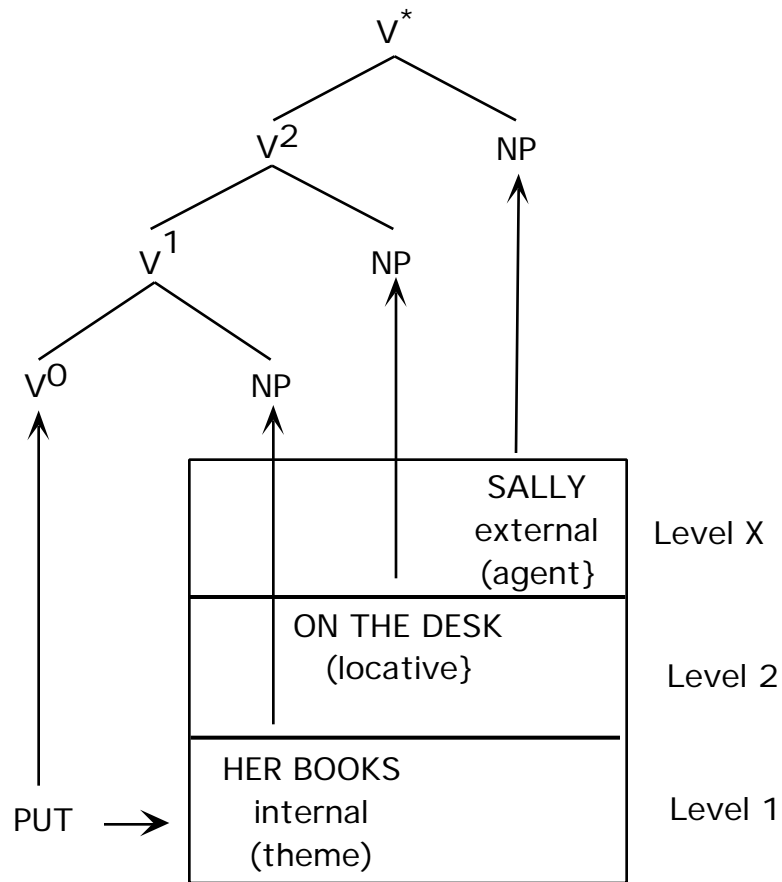 V*
V2 NP
V1 NP
V0 NP
SALLY
external
(agent}
Level X
ON THE DESK
(locative}
Level 2
HER BOOKS
internal
(theme)
Level 1
PUT